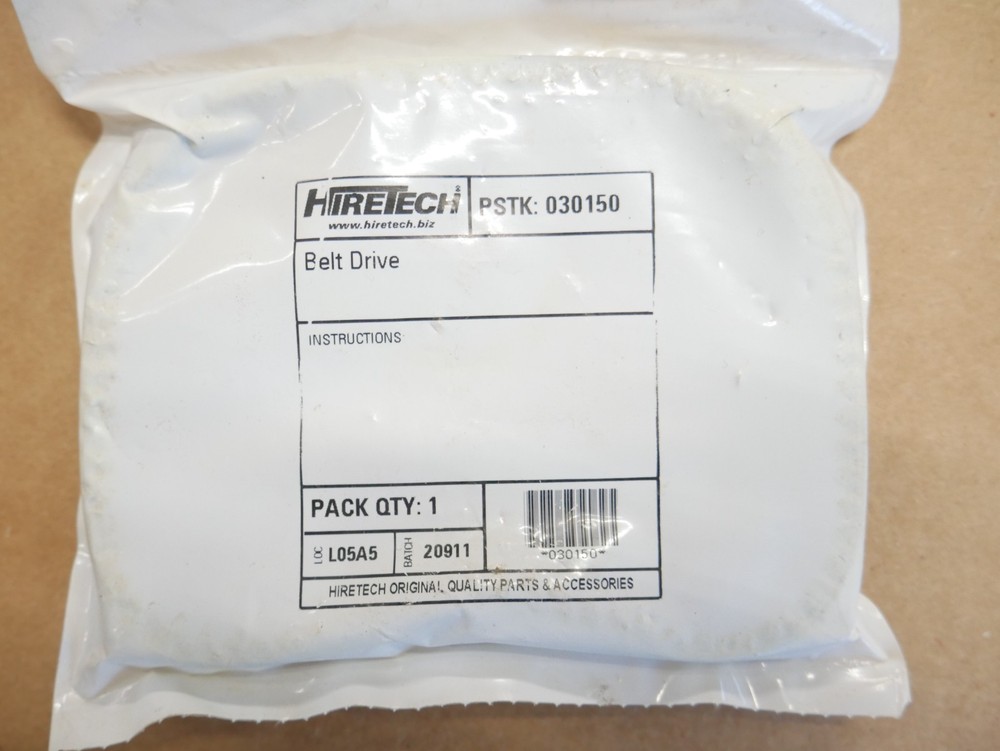 HIRETECH
www.hiretech.biz
PSTK: 030150
Belt Drive
INSTRUCTIONS
PACK QTY: 1
LOC L05A5
BATCH 20911
*030150*
HIRETECH ORIGINAL QUALITY PARTS & ACCESSORIES